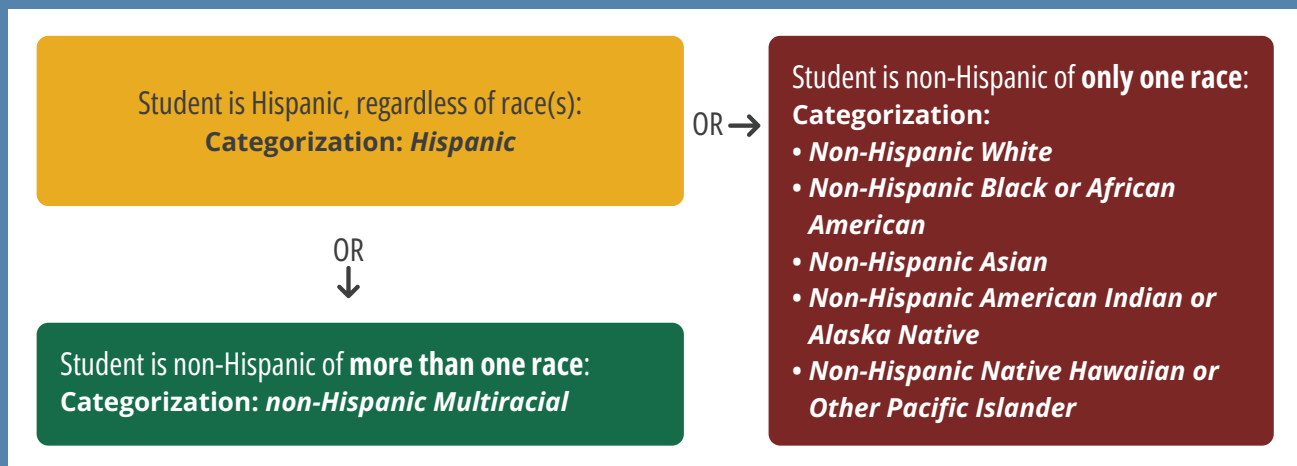 Student is Hispanic, regardless of race(s):
Categorization: Hispanic
OR
Student is non-Hispanic of only one race:
Categorization:
• Non-Hispanic White
• Non-Hispanic Black or African
American
• Non-Hispanic Asian
• Non-Hispanic American Indian or
Alaska Native
• Non-Hispanic Native Hawaiian or
Other Pacific Islander
OR
Student is non-Hispanic of more than one race:
Categorization: non-Hispanic Multiracial